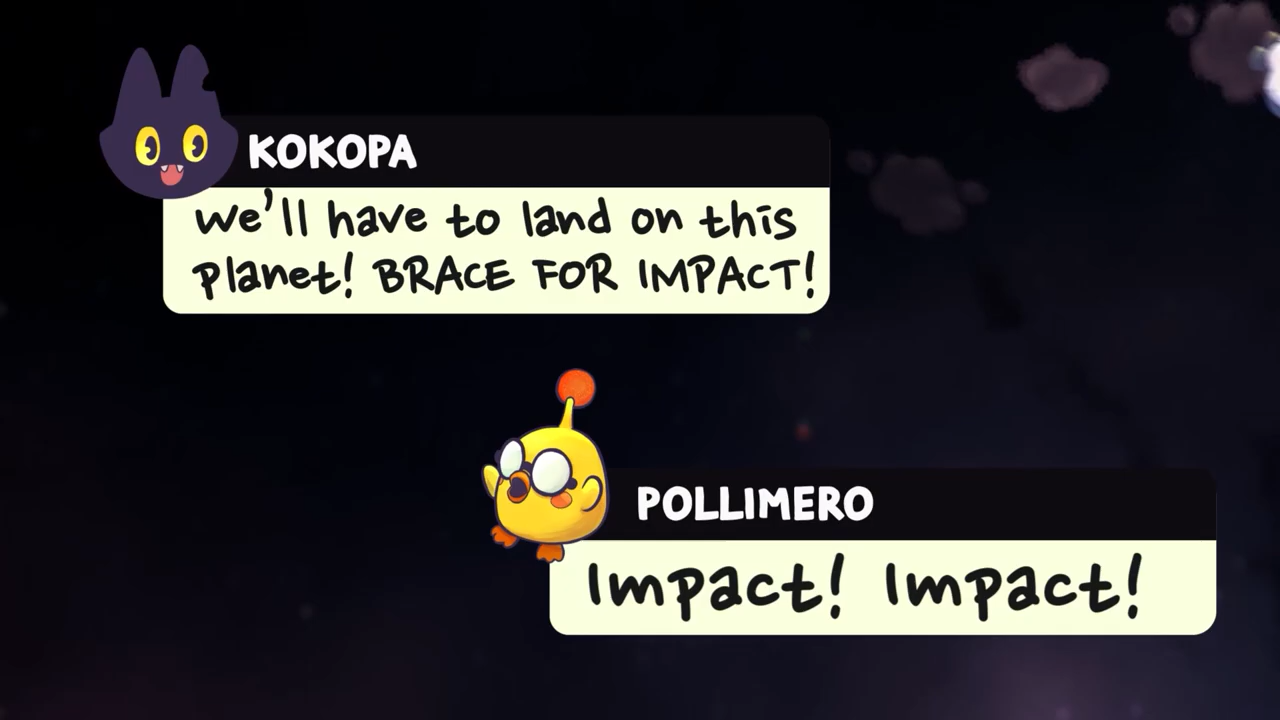 KOKOPA
we'll have to land on this
planet! BRACE FOR IMPACT!
POLLIMERO
Impact! Impact!